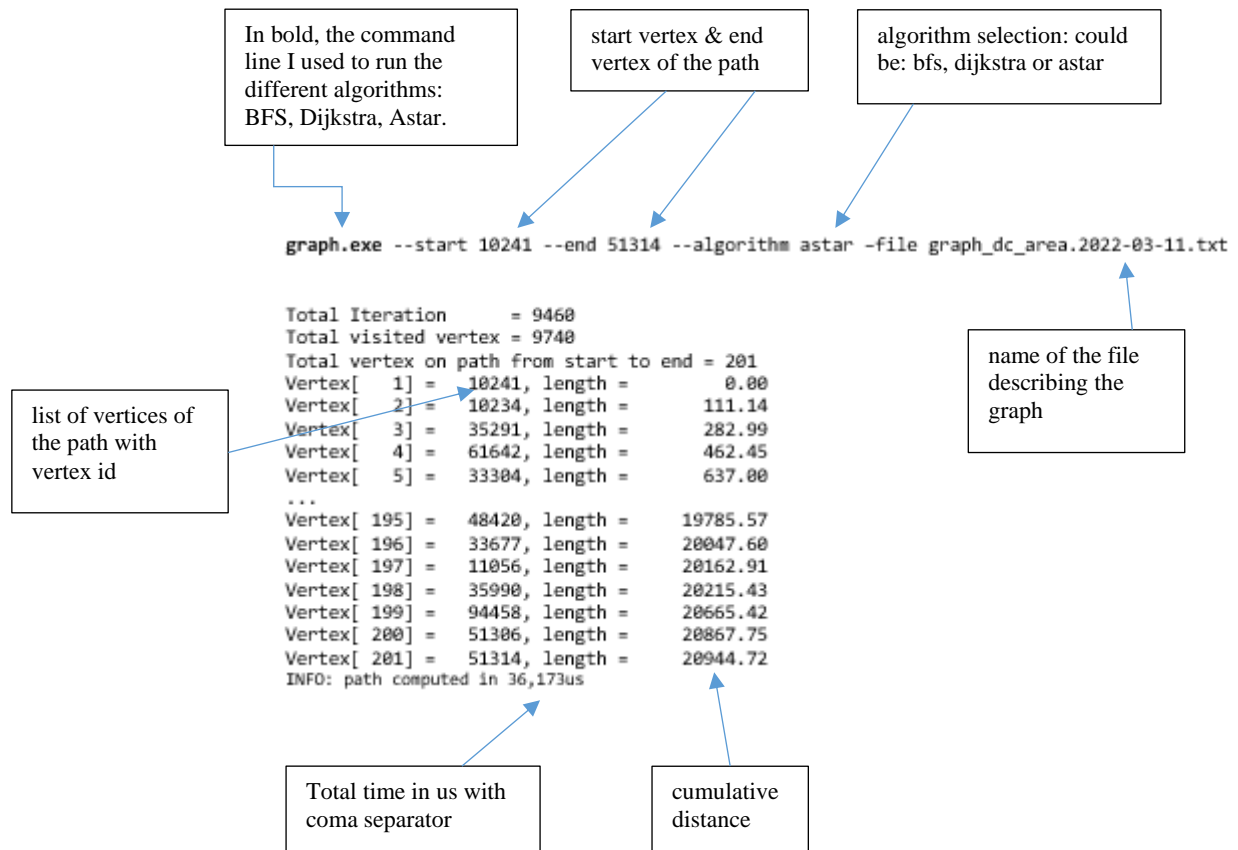 In bold, the command
line I used to run the
different algorithms:
BFS, Dijkstra, Astar.
start vertex & end
vertex of the path
algorithm selection: could
be: bfs, dijkstra or astar
graph.exe --start 10241 --end 51314 --algorithm astar –file graph_dc_area.2022-03-11.txt
Total Iteration = 9460
Total visited vertex = 9740
Total vertex on path from start to end = 201
Vertex[ 1] = 10241, length = 0.00
Vertex[ 2] = 10234, length = 111.14
Vertex[ 3] = 35291, length = 282.99
Vertex[ 4] = 61642, length = 462.45
Vertex[ 5] = 33304, length = 637.00
...
Vertex[ 195] = 48420, length = 19785.57
Vertex[ 196] = 33677, length = 20047.60
Vertex[ 197] = 11056, length = 20162.91
Vertex[ 198] = 35990, length = 20215.43
Vertex[ 199] = 94458, length = 20665.42
Vertex[ 200] = 51306, length = 20867.75
Vertex[ 201] = 51314, length = 20944.72
INFO: path computed in 36,173us
name of the file
describing the
graph
list of vertices of
the path with
vertex id
Total time in us with
coma separator
cumulative
distance